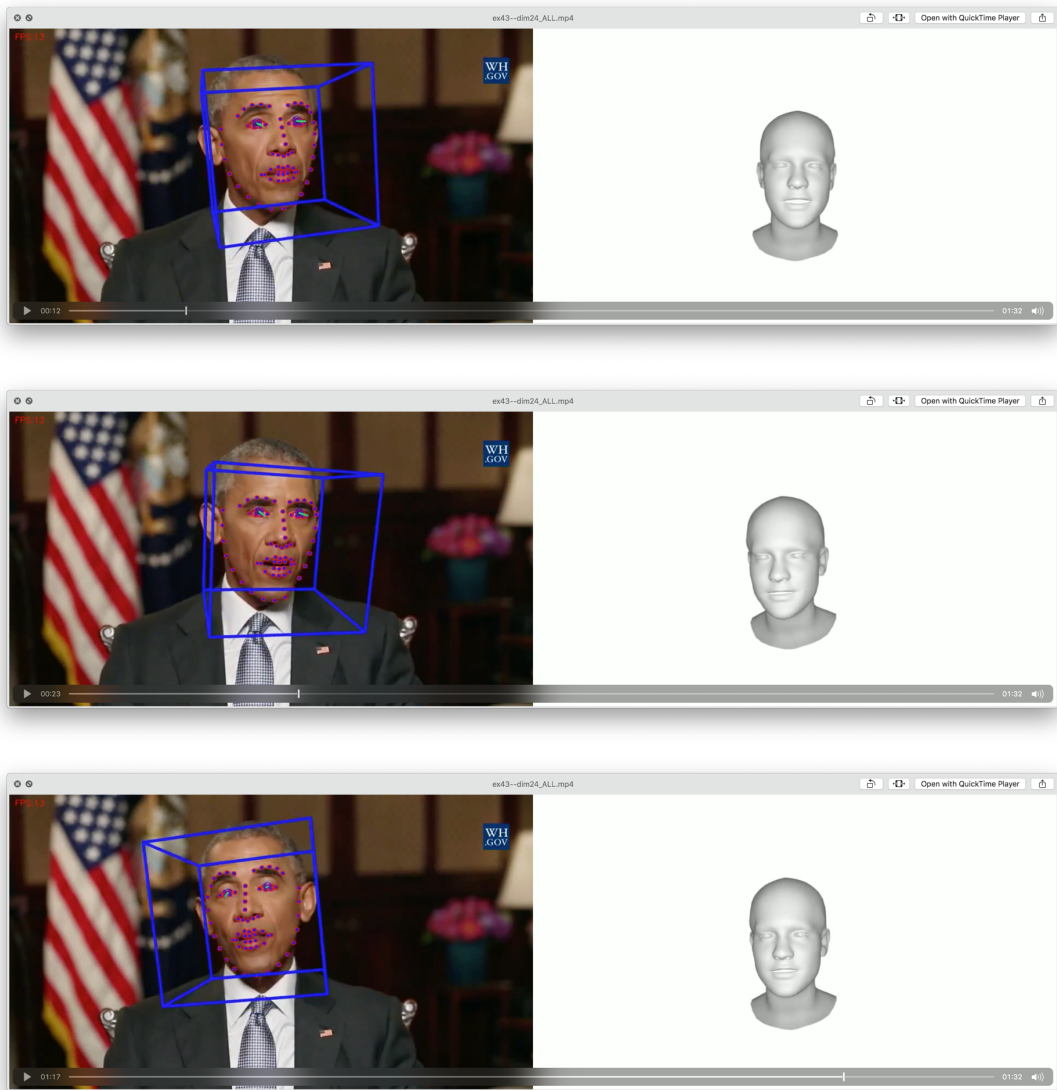 ex43--dim24_ALL.mp4
Open with QuickTime Player
FPS:13
WH
.GOV
00:12
01:32
ex43--dim24_ALL.mp4
Open with QuickTime Player
FPS:13
WH
.GOV
00:23
01:32
ex43--dim24_ALL.mp4
Open with QuickTime Player
FPS:13
WH
.GOV
01:17
01:32